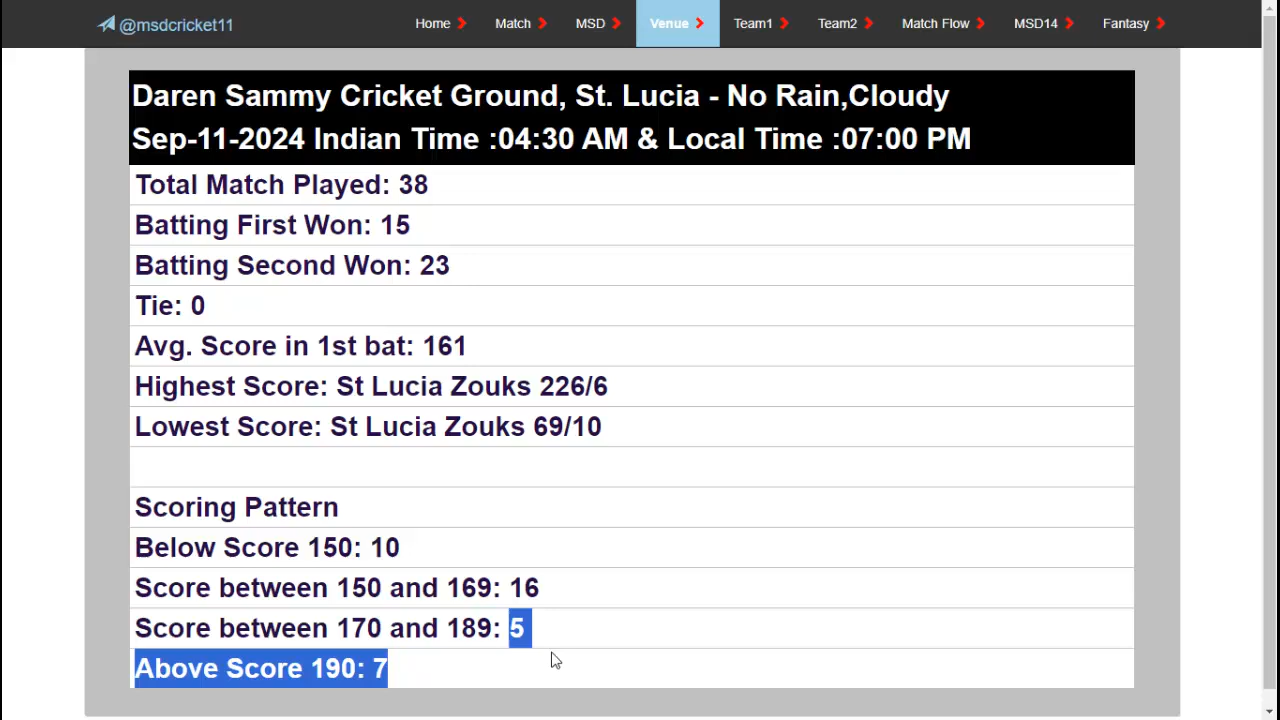 @msdcricket11
Home Match MSD Venue Team1 Team2 Match Flow MSD14 Fantasy
Daren Sammy Cricket Ground, St. Lucia - No Rain,Cloudy
Sep-11-2024 Indian Time :04:30 AM & Local Time :07:00 PM
Total Match Played: 38
Batting First Won: 15
Batting Second Won: 23
Tie: 0
Avg. Score in 1st bat: 161
Highest Score: St Lucia Zouks 226/6
Lowest Score: St Lucia Zouks 69/10
Scoring Pattern
Below Score 150: 10
Score between 150 and 169: 16
Score between 170 and 189: 5
Above Score 190: 7